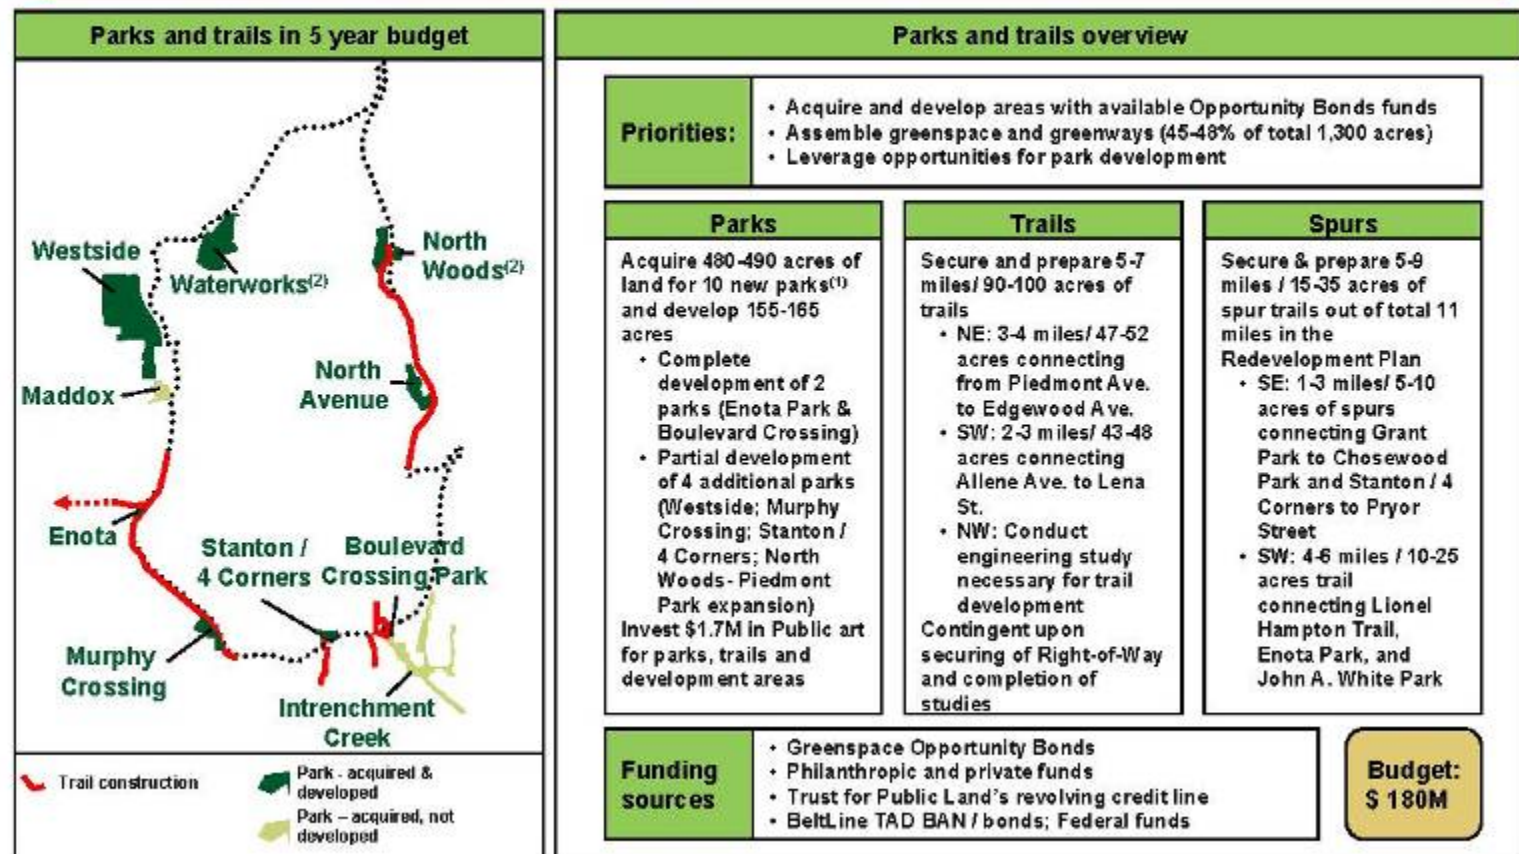 Parks and trails in 5 year budget
Westside
Waterworks(2)
North
Woods(2)
Maddox
North
Avenue
Enota
Stanton /
4 Corners
Boulevard
Crossing Park
Murphy
Crossing
Intrenchment
Creek
Trail construction
Park - acquired &
developed
Park – acquired, not
developed
Parks and trails overview
Priorities:
• Acquire and develop areas with available Opportunity Bonds funds
• Assemble greenspace and greenways (45-48% of total 1,300 acres)
• Leverage opportunities for park development
Parks
Acquire 480-490 acres of
land for 10 new parks(1)
and develop 155-165
acres
• Complete
development of 2
parks (Enota Park &
Boulevard Crossing)
• Partial development
of 4 additional parks
(Westside; Murphy
Crossing; Stanton /
4 Corners; North
Woods- Piedmont
Park expansion)
Invest $1.7M in Public art
for parks, trails and
development areas
Trails
Secure and prepare 5-7
miles/ 90-100 acres of
trails
• NE: 3-4 miles/ 47-52
acres connecting
from Piedmont Ave.
to Edgewood Ave.
• SW: 2-3 miles/ 43-48
acres connecting
Allene Ave. to Lena
St.
• NW: Conduct
engineering study
necessary for trail
development
Contingent upon
securing of Right-of-Way
and completion of
studies
Spurs
Secure & prepare 5-9
miles / 15-35 acres of
spur trails out of total 11
miles in the
Redevelopment Plan
• SE: 1-3 miles/ 5-10
acres of spurs
connecting Grant
Park to Chosewood
Park and Stanton / 4
Corners to Pryor
Street
• SW: 4-6 miles / 10-25
acres trail
connecting Lionel
Hampton Trail,
Enota Park, and
John A. White Park
Funding
sources
• Greenspace Opportunity Bonds
• Philanthropic and private funds
• Trust for Public Land's revolving credit line
• BeltLine TAD BAN / bonds; Federal funds
Budget:
$ 180M